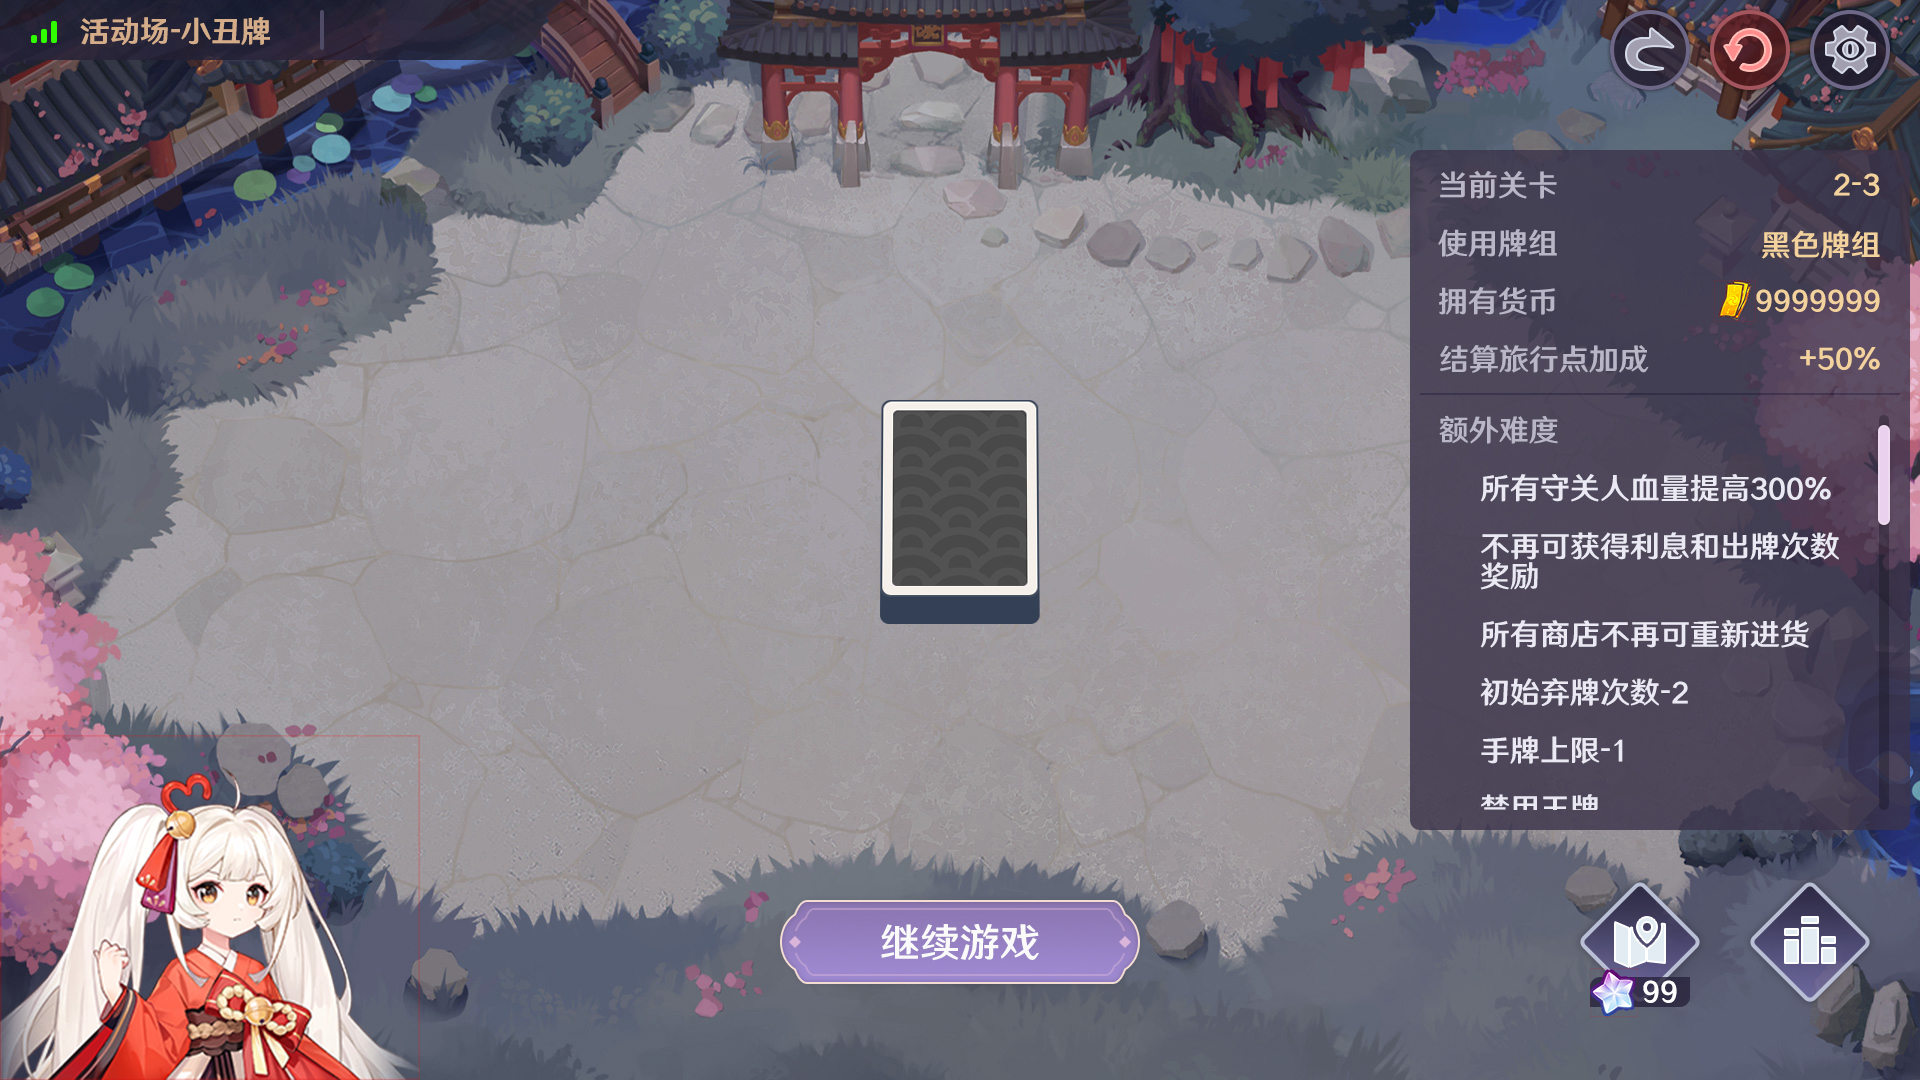 活动场-小丑牌
当前关卡 2-3
使用牌组 黑色牌组
拥有货币 9999999
结算旅行点加成 +50%
额外难度
所有守关人血量提高300%
不再可获得利息和出牌次数
奖励
所有商店不再可重新进货
初始弃牌次数-2
手牌上限-1
禁用王牌
继续游戏
99